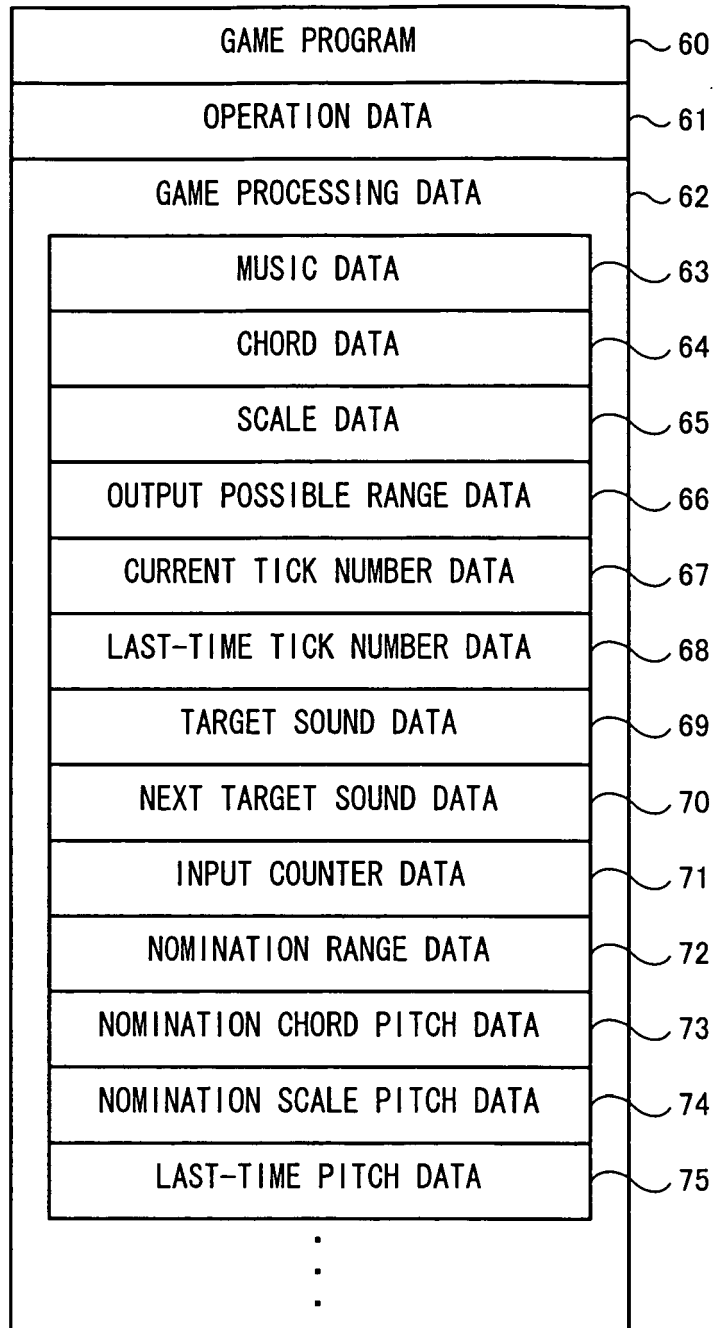 GAME PROGRAM 60
OPERATION DATA 61
GAME PROCESSING DATA 62
MUSIC DATA 63
CHORD DATA 64
SCALE DATA 65
OUTPUT POSSIBLE RANGE DATA 66
CURRENT TICK NUMBER DATA 67
LAST-TIME TICK NUMBER DATA 68
TARGET SOUND DATA 69
NEXT TARGET SOUND DATA 70
INPUT COUNTER DATA 71
NOMINATION RANGE DATA 72
NOMINATION CHORD PITCH DATA 73
NOMINATION SCALE PITCH DATA 74
LAST-TIME PITCH DATA 75